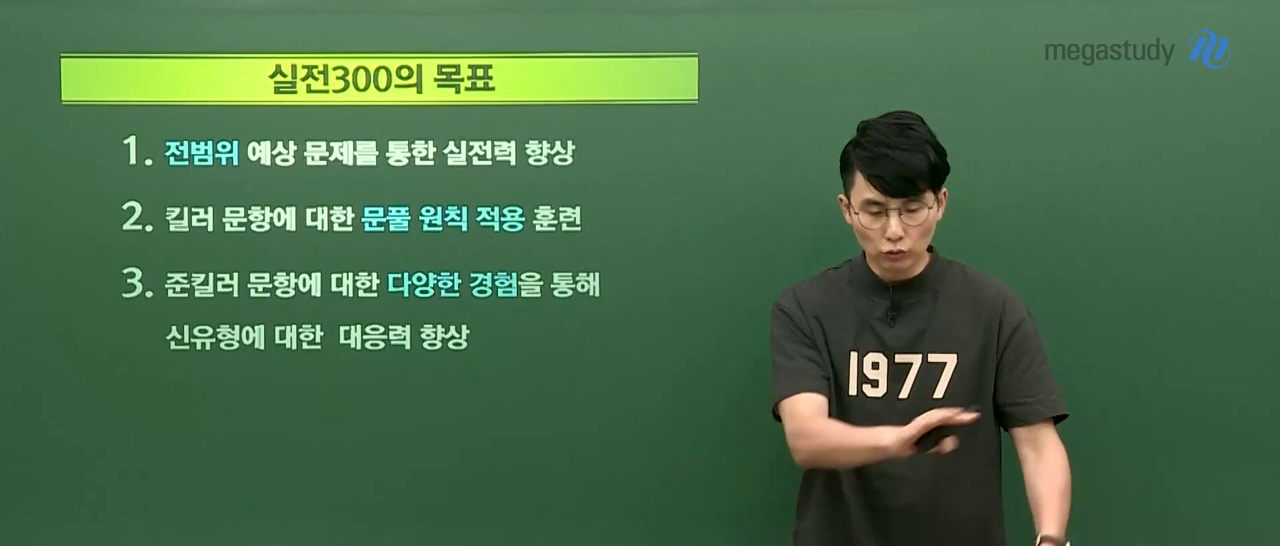 megastudy
실전300의 목표
1. 전범위 예상 문제를 통한 실전력 향상
2. 킬러 문항에 대한 문풀 원칙 적용 훈련
3. 준킬러 문항에 대한 다양한 경험을 통해
신유형에 대한 대응력 향상
1977